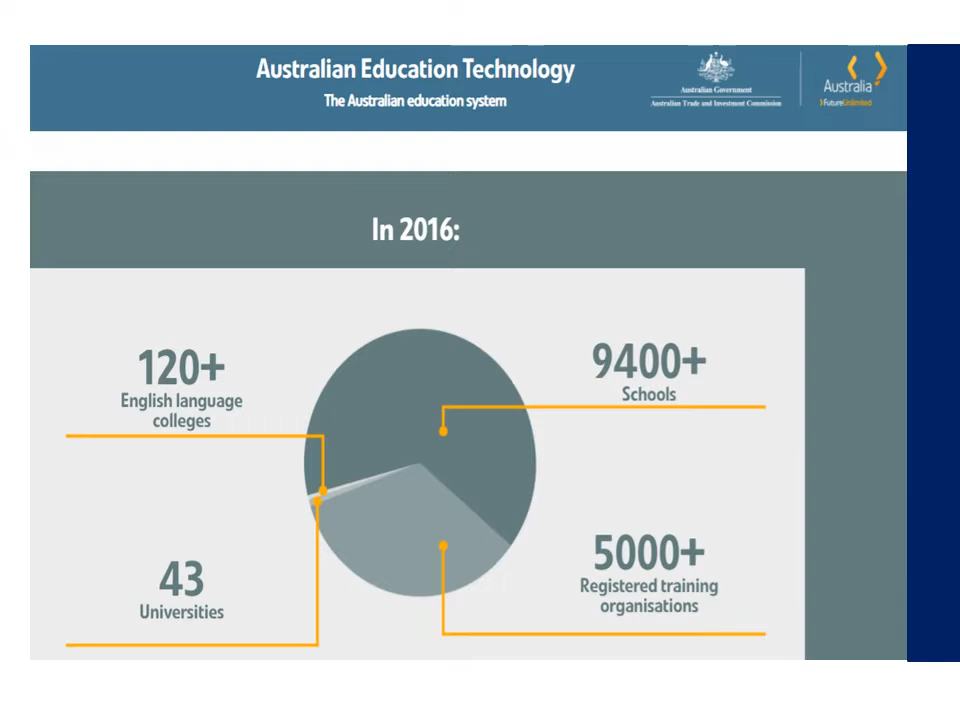 Australian Education Technology
The Australian education system
Australian Government
Australian Trade and Investment Commission
Australia
FutureUnlimited
In 2016:
120+
English language
colleges
9400+
Schools
43
Universities
5000+
Registered training
organisations